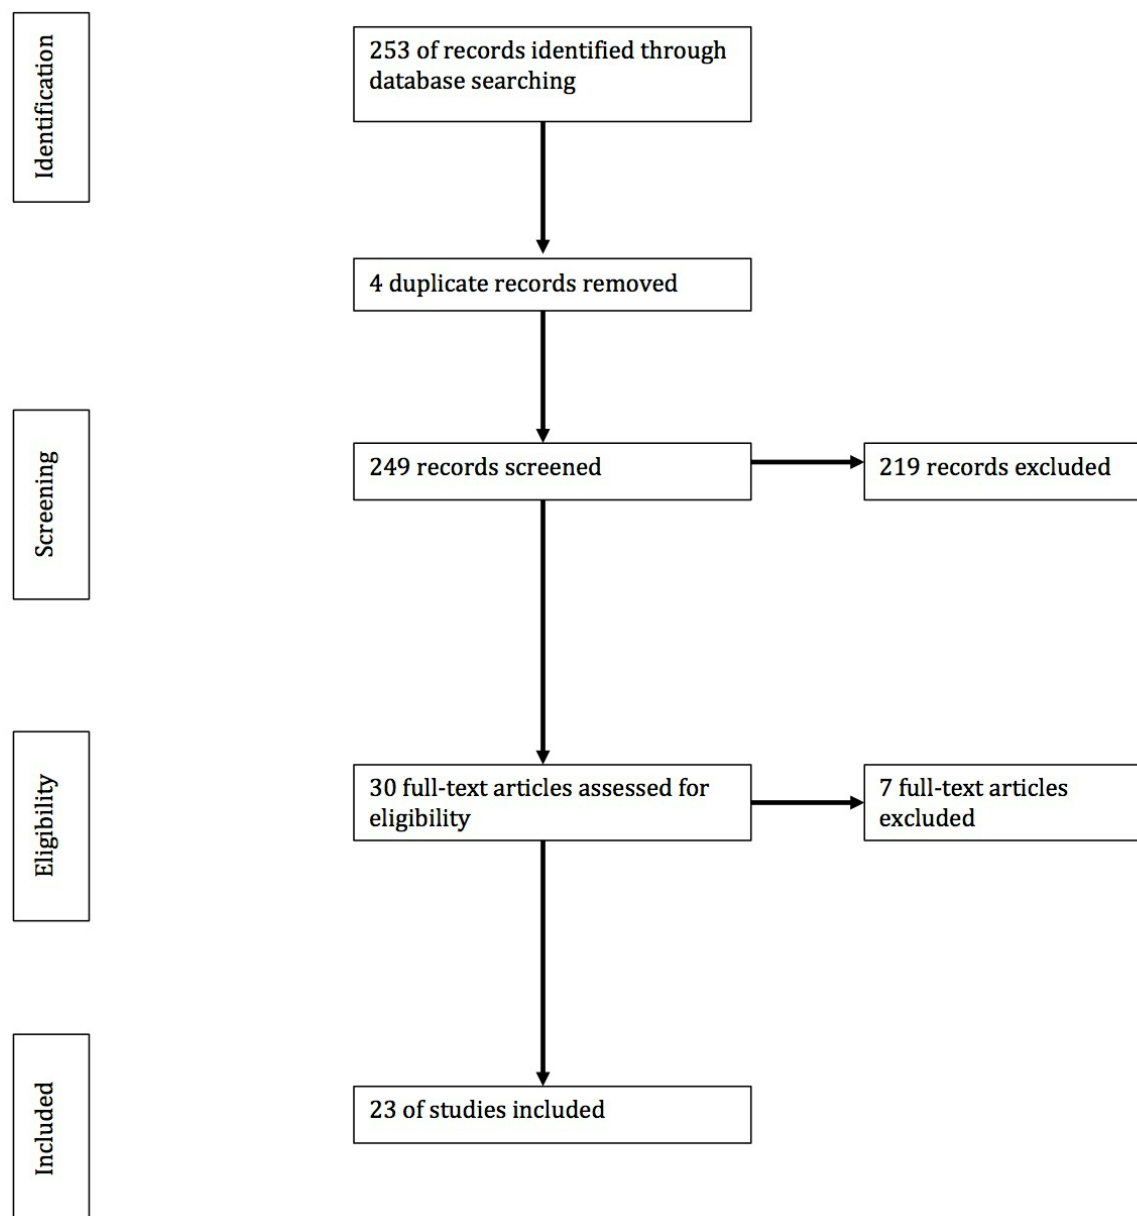 Identification
253 of records identified through
database searching
4 duplicate records removed
Screening
249 records screened
219 records excluded
Eligibility
30 full-text articles assessed for
eligibility
7 full-text articles
excluded
Included
23 of studies included